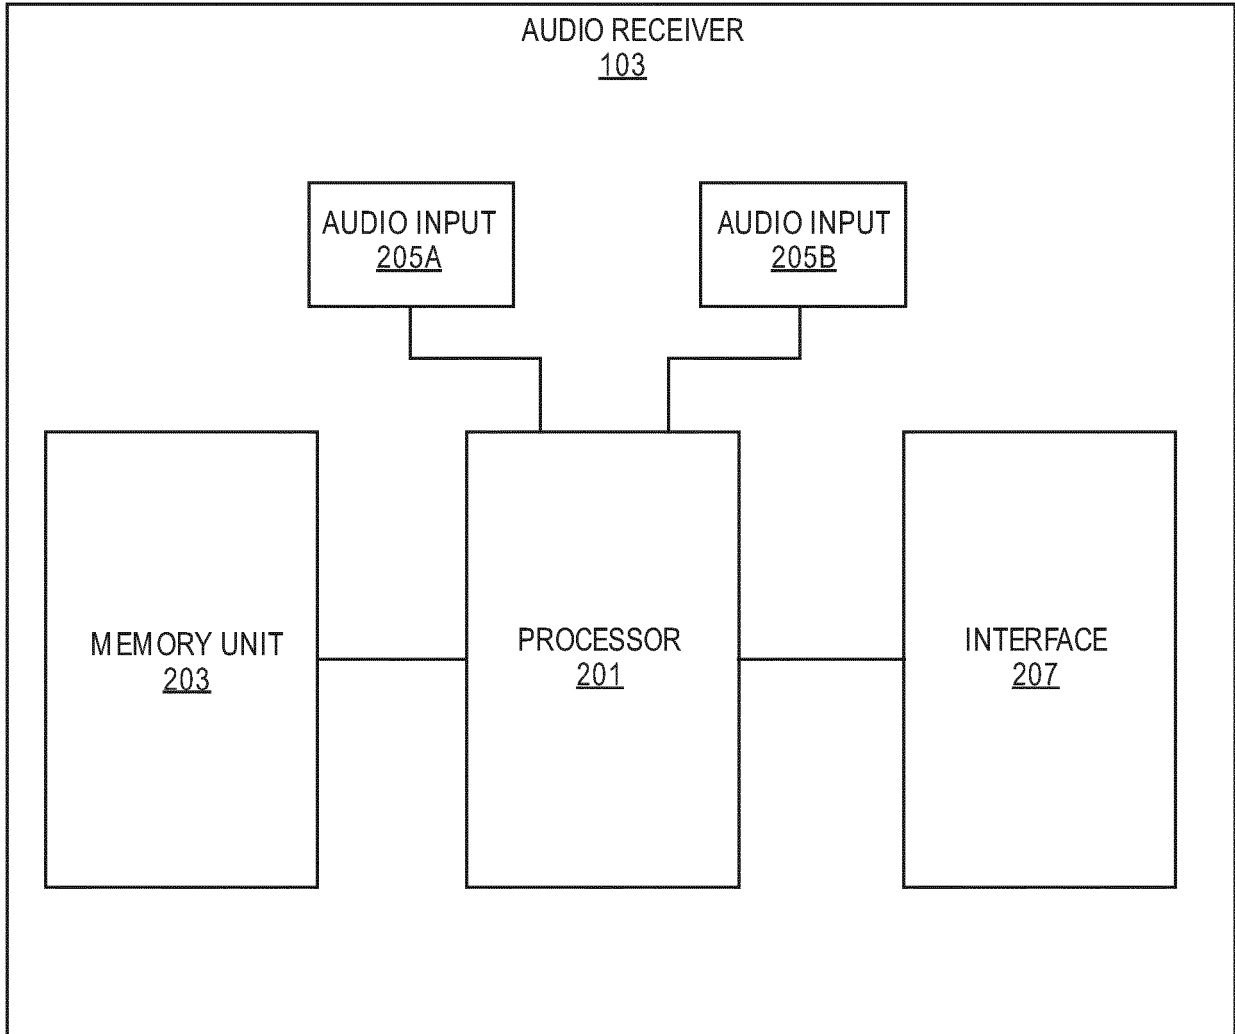 AUDIO RECEIVER
103
AUDIO INPUT
205A
AUDIO INPUT
205B
MEMORY UNIT
203
PROCESSOR
201
INTERFACE
207